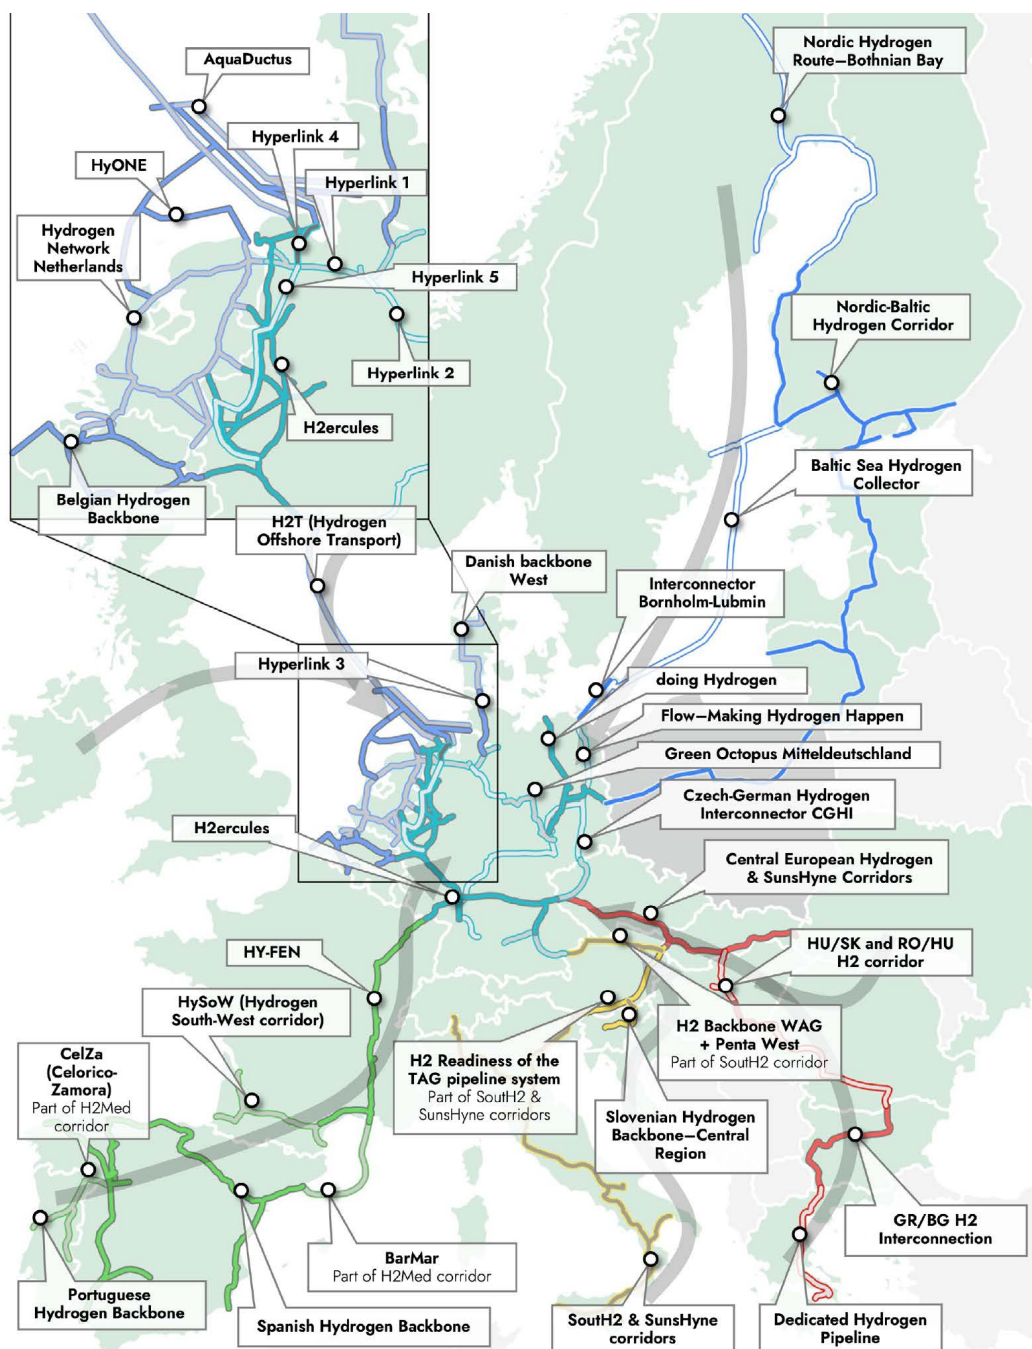 AquaDuctus
Hyperlink 4
HyONE
Hyperlink 1
Hydrogen
Network
Netherlands
Hyperlink 5
Hyperlink 2
H2ercules
Belgian Hydrogen
Backbone
Nordic Hydrogen
Route–Bothnian Bay
Nordic-Baltic
Hydrogen Corridor
Baltic Sea Hydrogen
Collector
H2T (Hydrogen
Offshore Transport)
Danish backbone
West
Interconnector
Bornholm-Lubmin
Hyperlink 3
doing Hydrogen
Flow–Making Hydrogen Happen
Green Octopus Mitteldeutschland
Czech-German Hydrogen
Interconnector CGHI
H2ercules
Central European Hydrogen
& SunsHyne Corridors
HY-FEN
HU/SK and RO/HU
H2 corridor
HySoW (Hydrogen
South-West corridor)
H2 Backbone WAG
+ Penta West
Part of SoutH2 corridor
CelZa
(Celorico-
Zamora)
Part of H2Med
corridor
H2 Readiness of the
TAG pipeline system
Part of SoutH2 &
SunsHyne corridors
Slovenian Hydrogen
Backbone–Central
Region
GR/BG H2
Interconnection
BarMar
Part of H2Med corridor
Portuguese
Hydrogen Backbone
Spanish Hydrogen Backbone
SoutH2 & SunsHyne
corridors
Dedicated Hydrogen
Pipeline